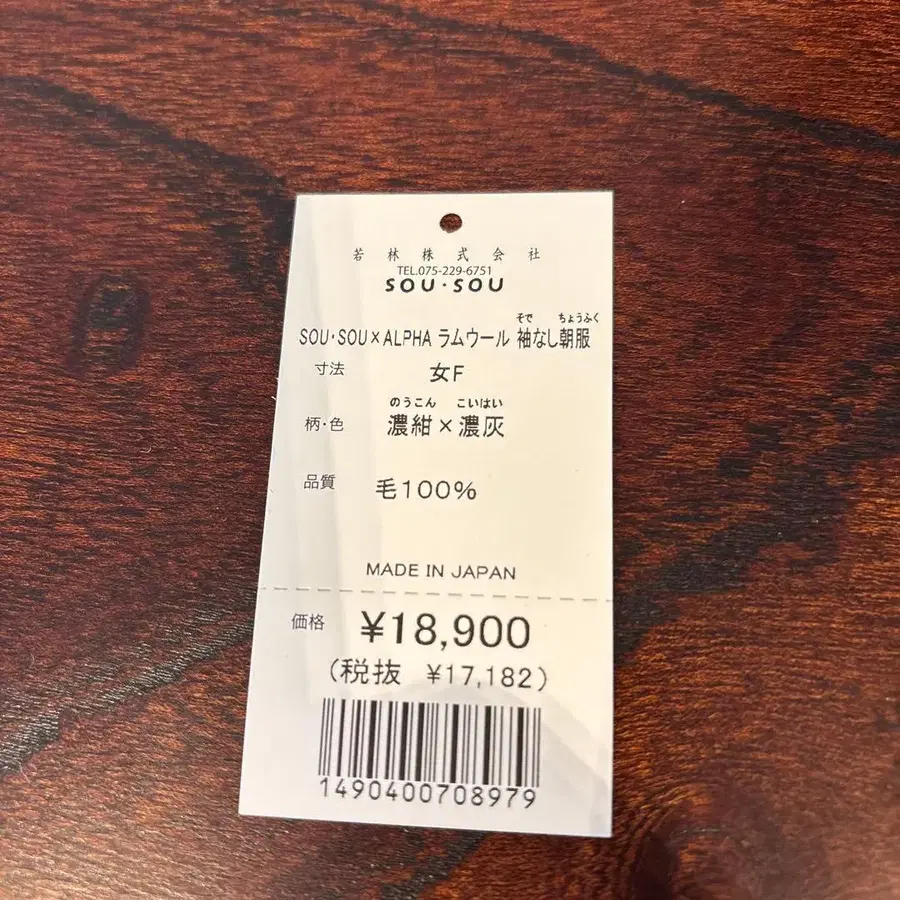 若林株式会社
TEL.075-229-6751
SOU・SOU
そで ちょうふく
SOU・SOU×ALPHA ラムウール 袖なし朝服
寸法 女F
のうこん こいはい
柄・色 濃紺×濃灰
品質 毛100%
MADE IN JAPAN
価格 ¥18,900
(税抜 ¥17,182)
1490400708979